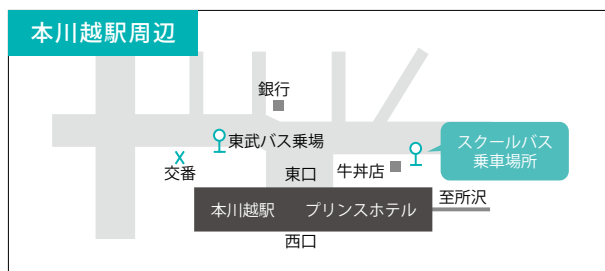 本川越駅周辺
銀行
東武バス乗場
スクールバス
乗車場所
交番
東口
牛丼店
本川越駅 プリンスホテル
至所沢
西口